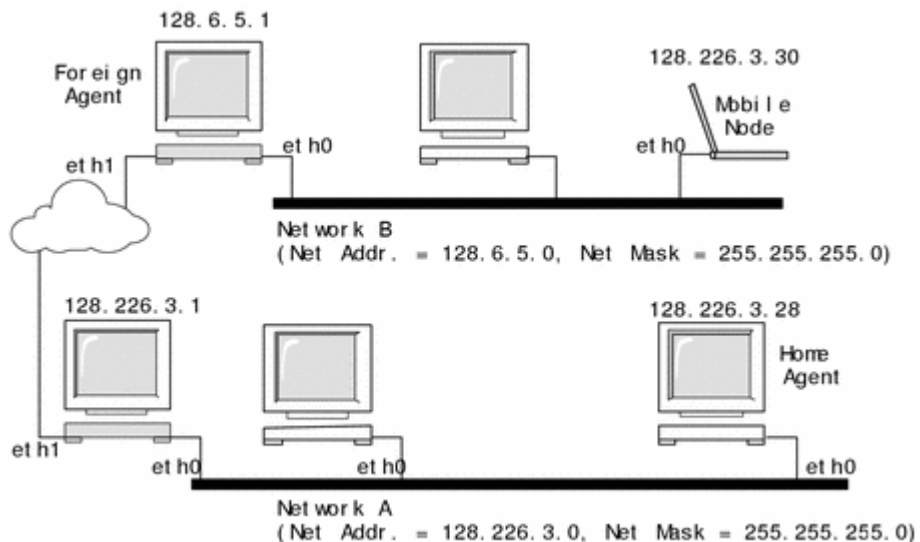 128.6.5.1
Foreign
Agent
128.226.3.30
Mobile
Node
eth1
eth0
eth0
Network B
(Net Addr. = 128.6.5.0, Net Mask = 255.255.255.0)
128.226.3.1
128.226.3.28
Home
Agent
eth1
eth0
eth0
eth0
Network A
(Net Addr. = 128.226.3.0, Net Mask = 255.255.255.0)